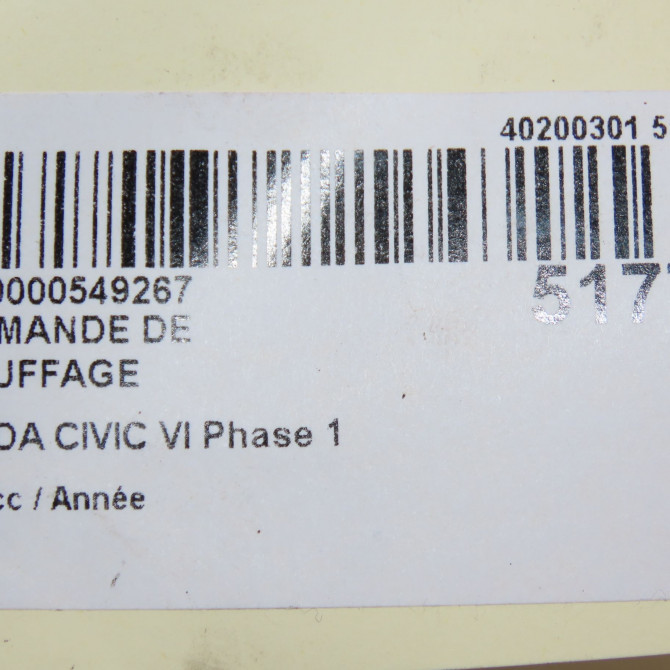 40200301 5
0000549267
517
MANDE DE
UFFAGE
DA CIVIC VI Phase 1
cc / Année